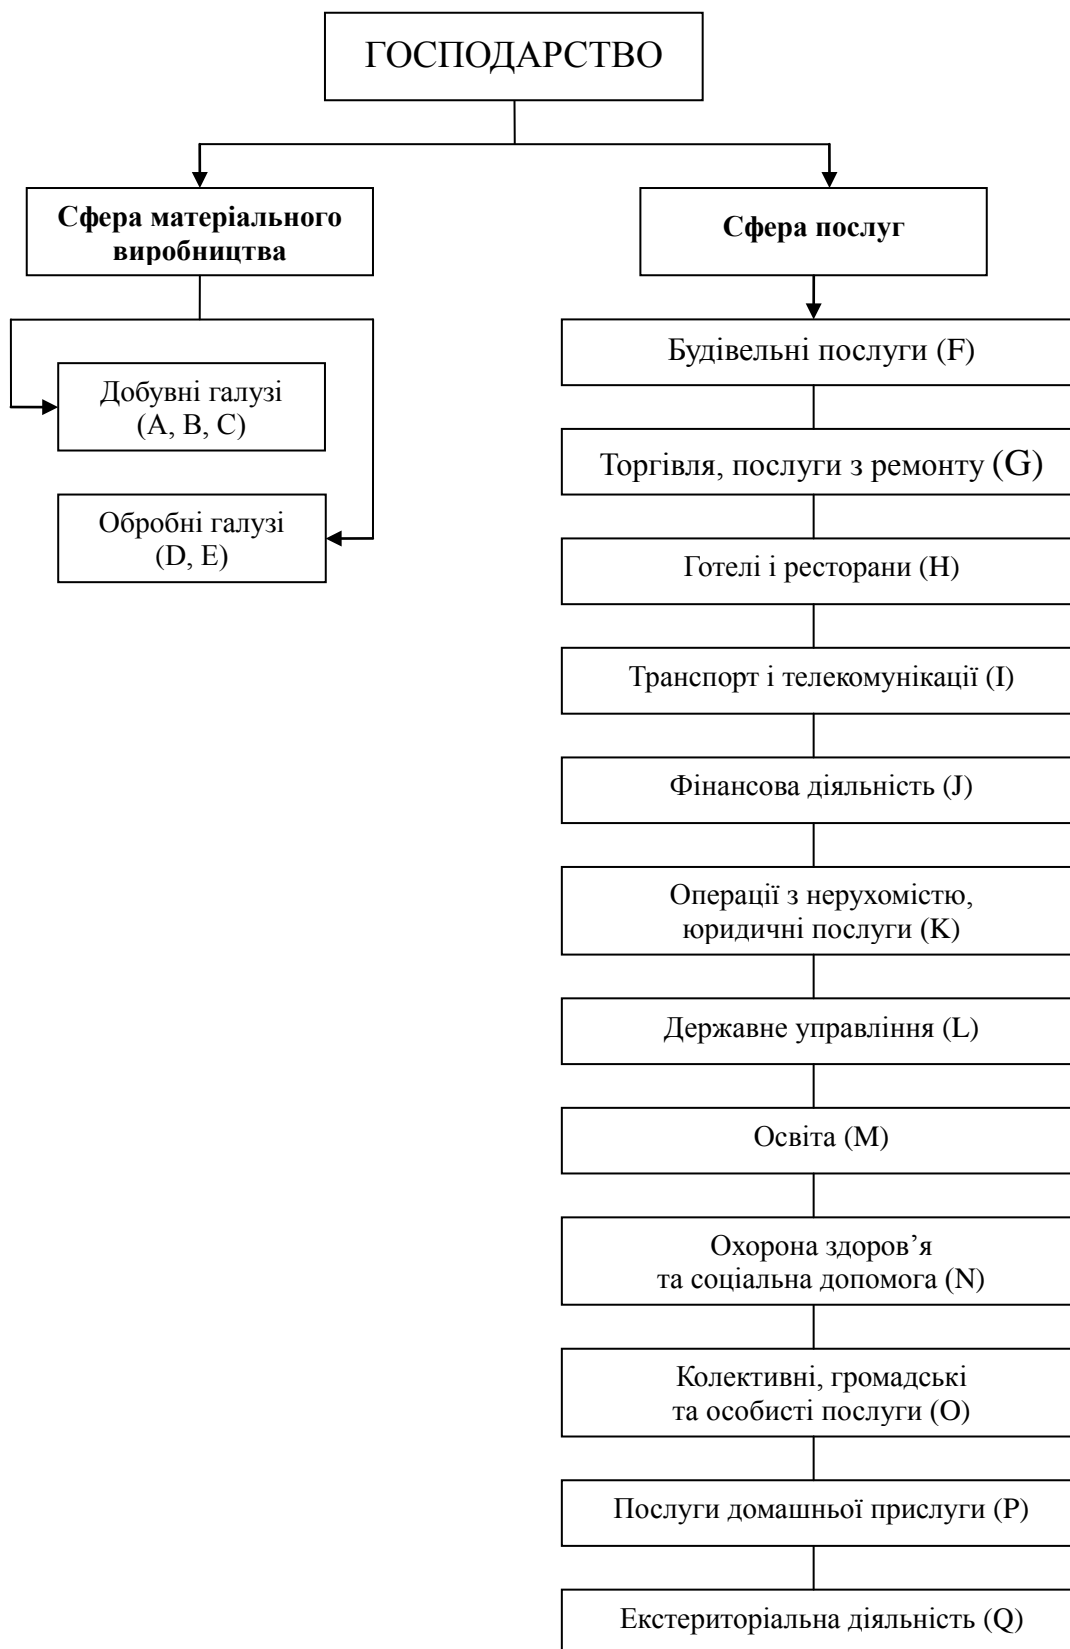 ГОСПОДАРСТВО
Сфера матеріального
виробництва
Добувні галузі
(A, B, C)
Обробні галузі
(D, E)
Сфера послуг
Будівельні послуги (F)
Торгівля, послуги з ремонту (G)
Готелі і ресторани (H)
Транспорт і телекомунікації (I)
Фінансова діяльність (J)
Операції з нерухомістю,
юридичні послуги (K)
Державне управління (L)
Освіта (M)
Охорона здоров’я
та соціальна допомога (N)
Колективні, громадські
та особисті послуги (O)
Послуги домашньої прислуги (P)
Екстериторіальна діяльність (Q)